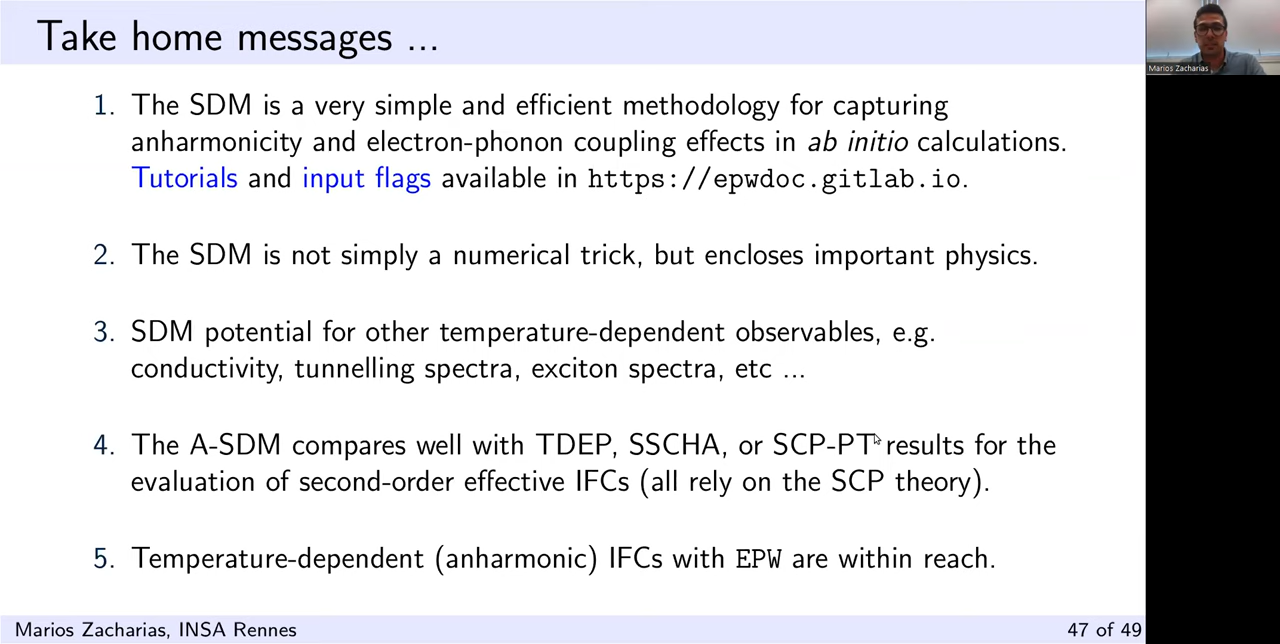 Take home messages ...
Marios Zacharias
1. The SDM is a very simple and efficient methodology for capturing
anharmonicity and electron-phonon coupling effects in ab initio calculations.
Tutorials and input flags available in https://epwdoc.gitlab.io.
2. The SDM is not simply a numerical trick, but encloses important physics.
3. SDM potential for other temperature-dependent observables, e.g.
conductivity, tunnelling spectra, exciton spectra, etc ...
4. The A-SDM compares well with TDEP, SSCHA, or SCP-PT results for the
evaluation of second-order effective IFCs (all rely on the SCP theory).
5. Temperature-dependent (anharmonic) IFCs with EPW are within reach.
Marios Zacharias, INSA Rennes
47 of 49